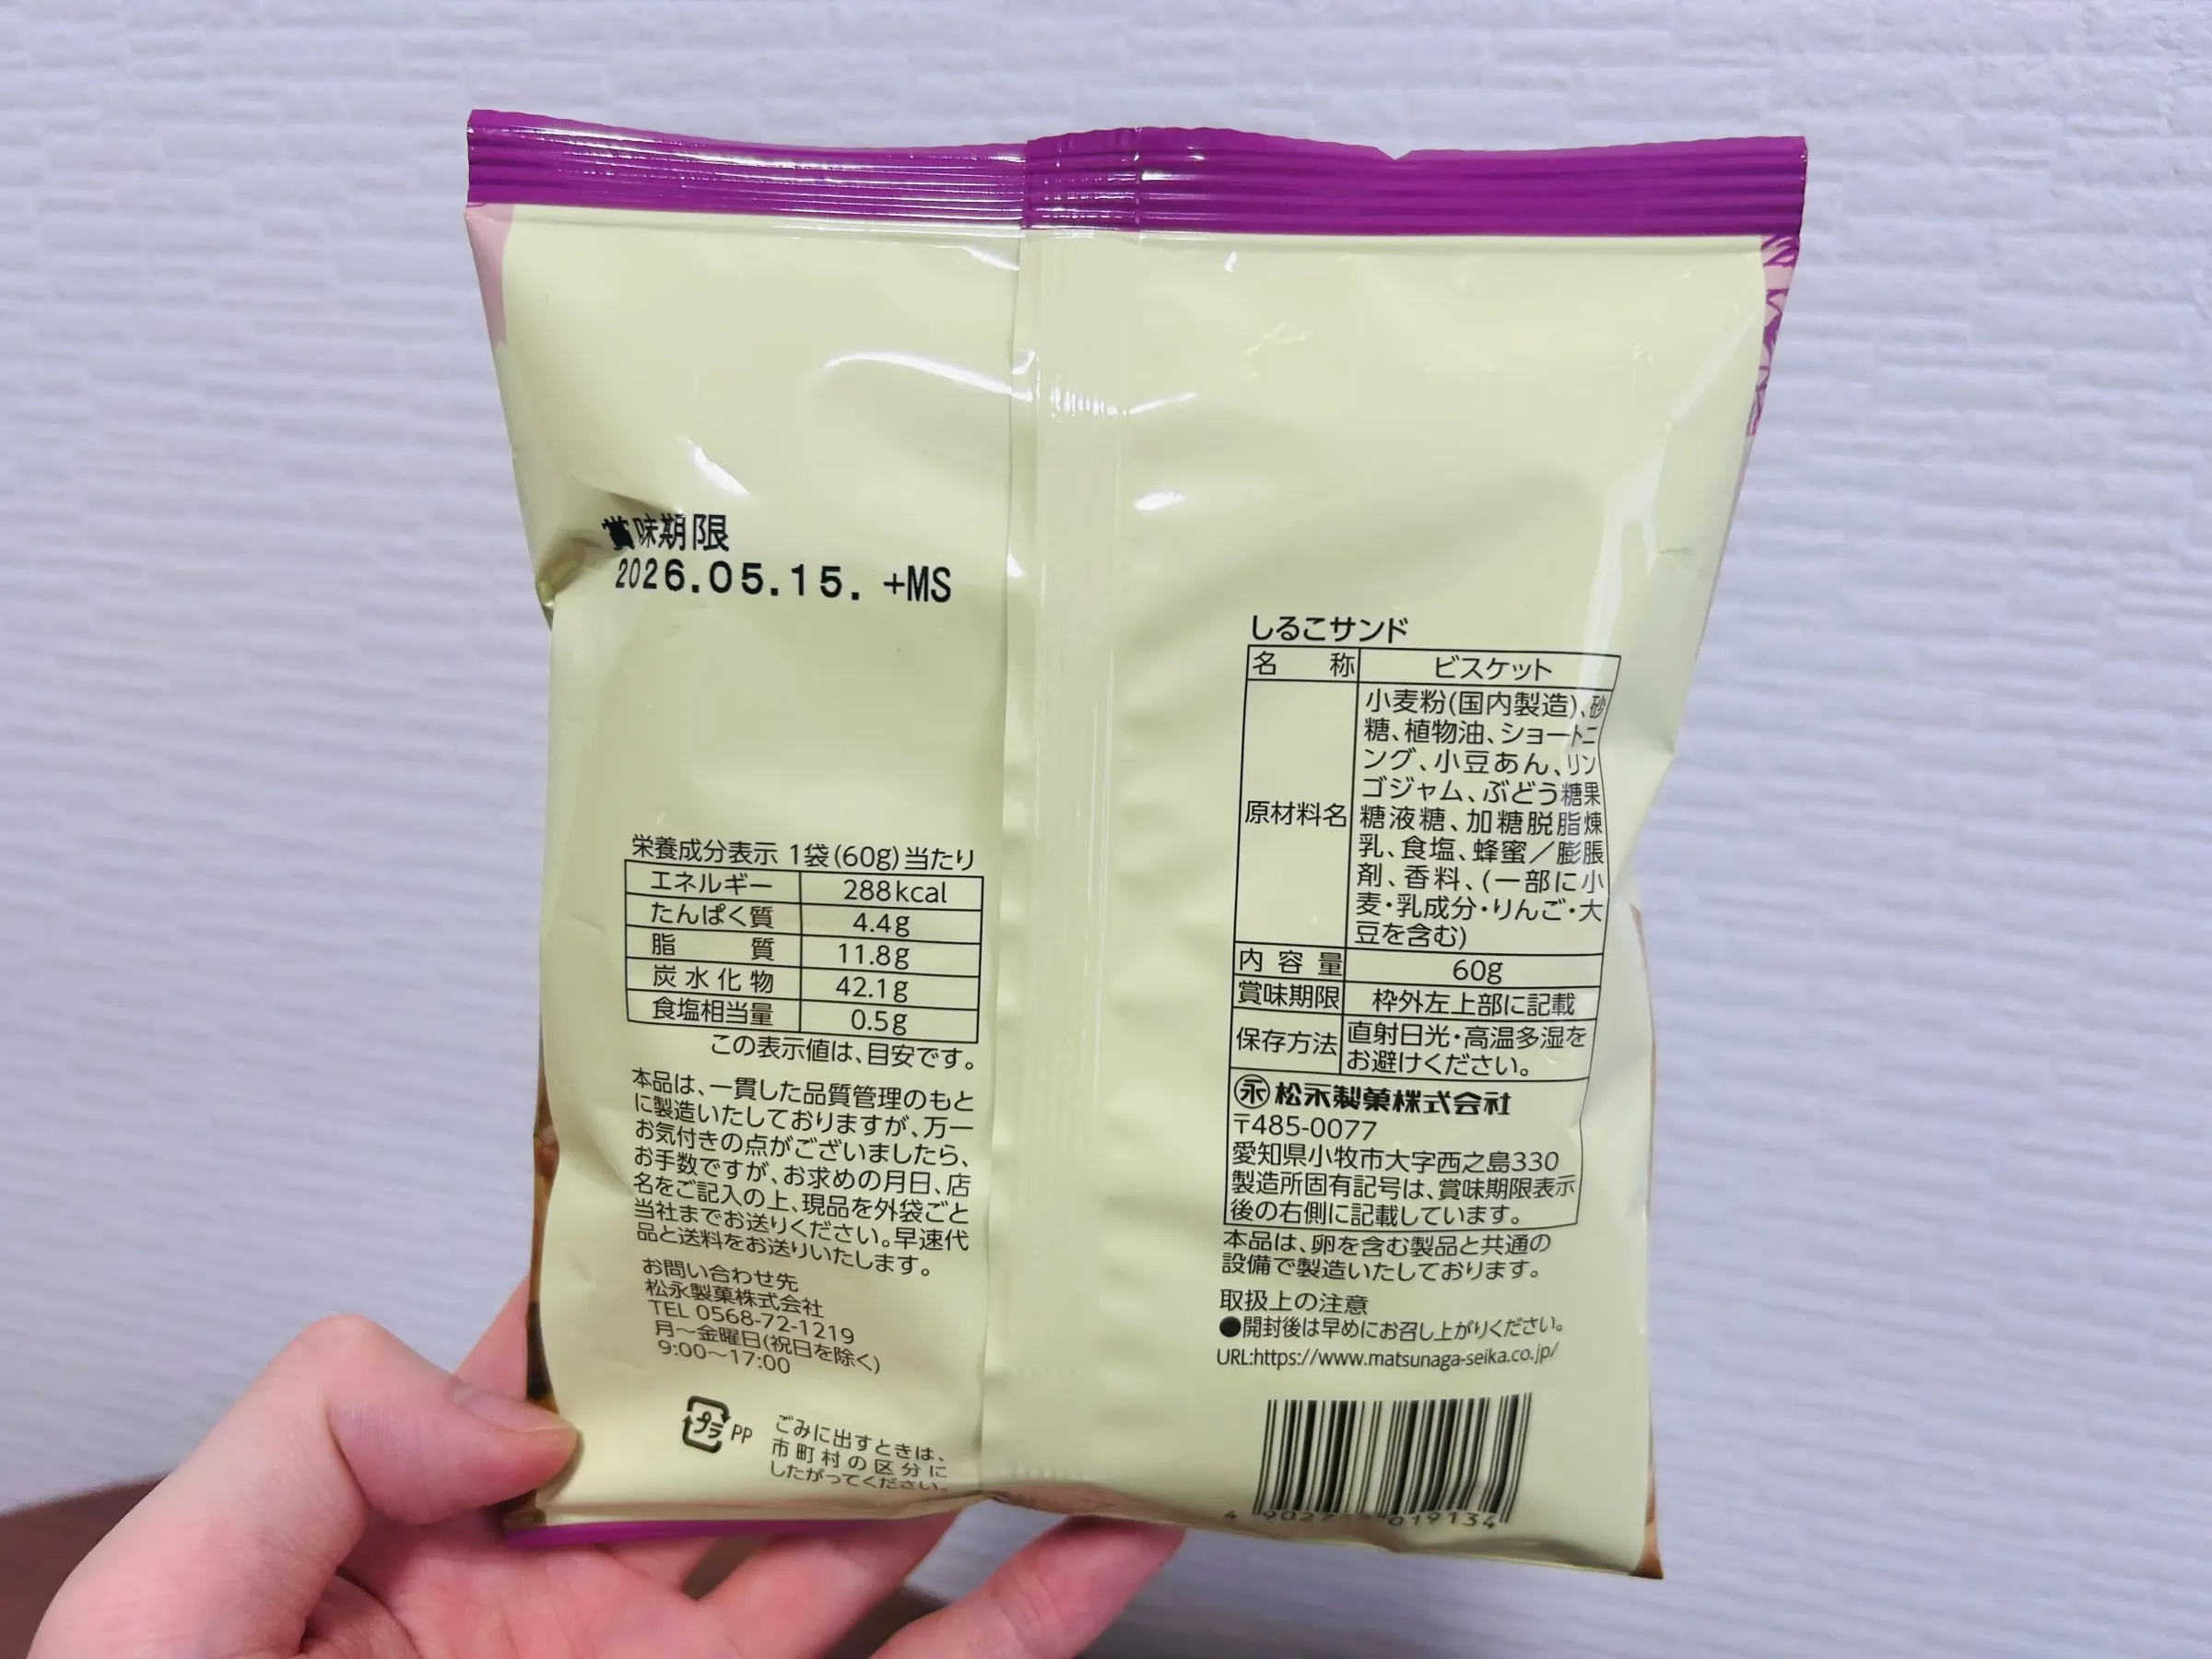 賞味期限
2026.05.15. +MS
栄養成分表示 1袋(60g)当たり
エネルギー 288kcal
たんぱく質 4.4g
脂質 11.8g
炭水化物 42.1g
食塩相当量 0.5g
この表示値は、目安です。
本品は、一貫した品質管理のもと
に製造いたしておりますが、万一
お気付きの点がございましたら、
お手数ですが、お求めの月日、店
名をご記入の上、現品を外袋ごと
当社までお送りください。早速代
品と送料をお送りいたします。
お問い合わせ先
松永製菓株式会社
TEL 0568-72-1219
月〜金曜日(祝日を除く)
9:00〜17:00
プラ PP
ごみに出すときは、
市町村の区分に
したがってください。
しるこサンド
名称 ビスケット
原材料名 小麦粉(国内製造)、砂
糖、植物油、ショートニ
ング、小豆あん、リン
ゴジャム、ぶどう糖果
糖液糖、加糖脱脂煉
乳、食塩、蜂蜜／膨脹
剤、香料、(一部に小
麦・乳成分・りんご・大
豆を含む)
内容量 60g
賞味期限 枠外左上部に記載
保存方法 直射日光・高温多湿を
お避けください。
永 松永製菓株式会社
〒485-0077
愛知県小牧市大字西之島330
製造所固有記号は、賞味期限表示
後の右側に記載しています。
本品は、卵を含む製品と共通の
設備で製造いたしております。
取扱上の注意
●開封後は早めにお召し上がりください。
URL:https://www.matsunaga-seika.co.jp/